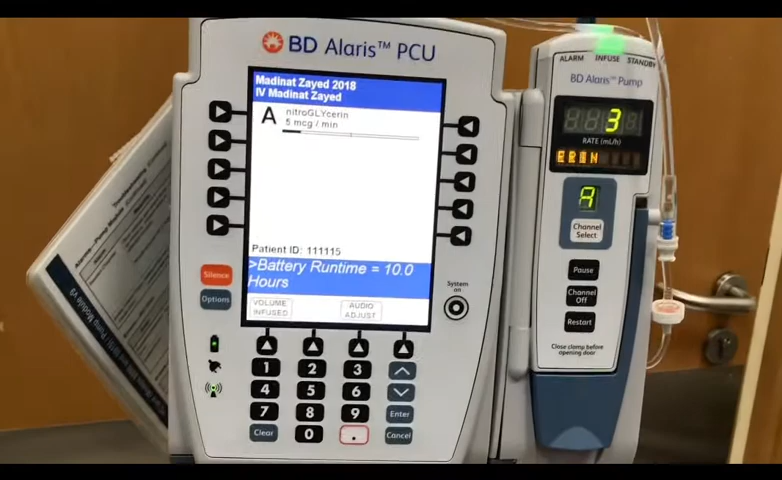 BD Alaris™ PCU
Madinat Zayed 2018
IV Madinat Zayed
A
nitroGLYcerin
5 mcg / min
Patient ID: 111115
>Battery Runtime = 10.0
Hours
VOLUME
INFUSED
AUDIO
ADJUST
Silence
Options
System
on
1 2 3
4 5 6
7 8 9 Enter
Clear 0 . Cancel
ALARM INFUSE STANDBY
BD Alaris™ Pump
3
RATE (mL/h)
A
Channel
Select
Pause
Channel
Off
Restart
Close clamp before
opening door